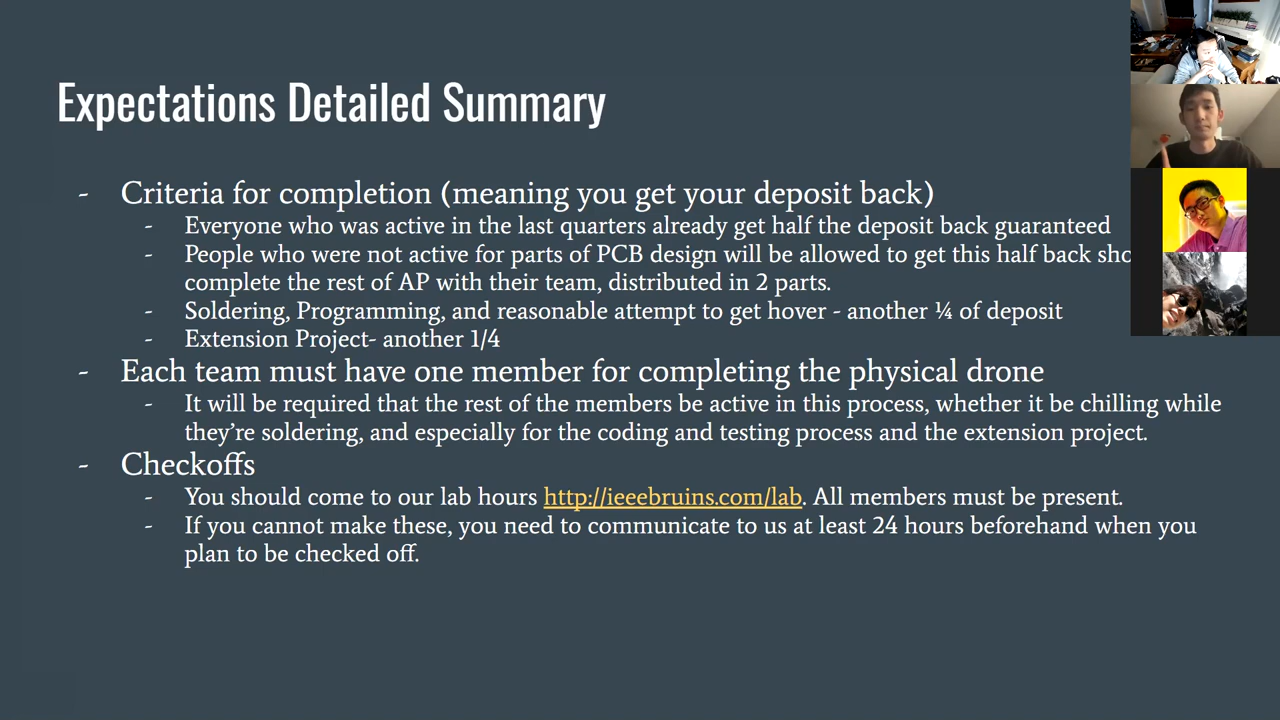 Expectations Detailed Summary
- Criteria for completion (meaning you get your deposit back)
- Everyone who was active in the last quarters already get half the deposit back guaranteed
- People who were not active for parts of PCB design will be allowed to get this half back
complete the rest of AP with their team, distributed in 2 parts.
- Soldering, Programming, and reasonable attempt to get hover - another ¼ of deposit
- Extension Project- another 1/4
- Each team must have one member for completing the physical drone
- It will be required that the rest of the members be active in this process, whether it be chilling while
they’re soldering, and especially for the coding and testing process and the extension project.
- Checkoffs
- You should come to our lab hours http://ieeebruins.com/lab. All members must be present.
- If you cannot make these, you need to communicate to us at least 24 hours beforehand when you
plan to be checked off.